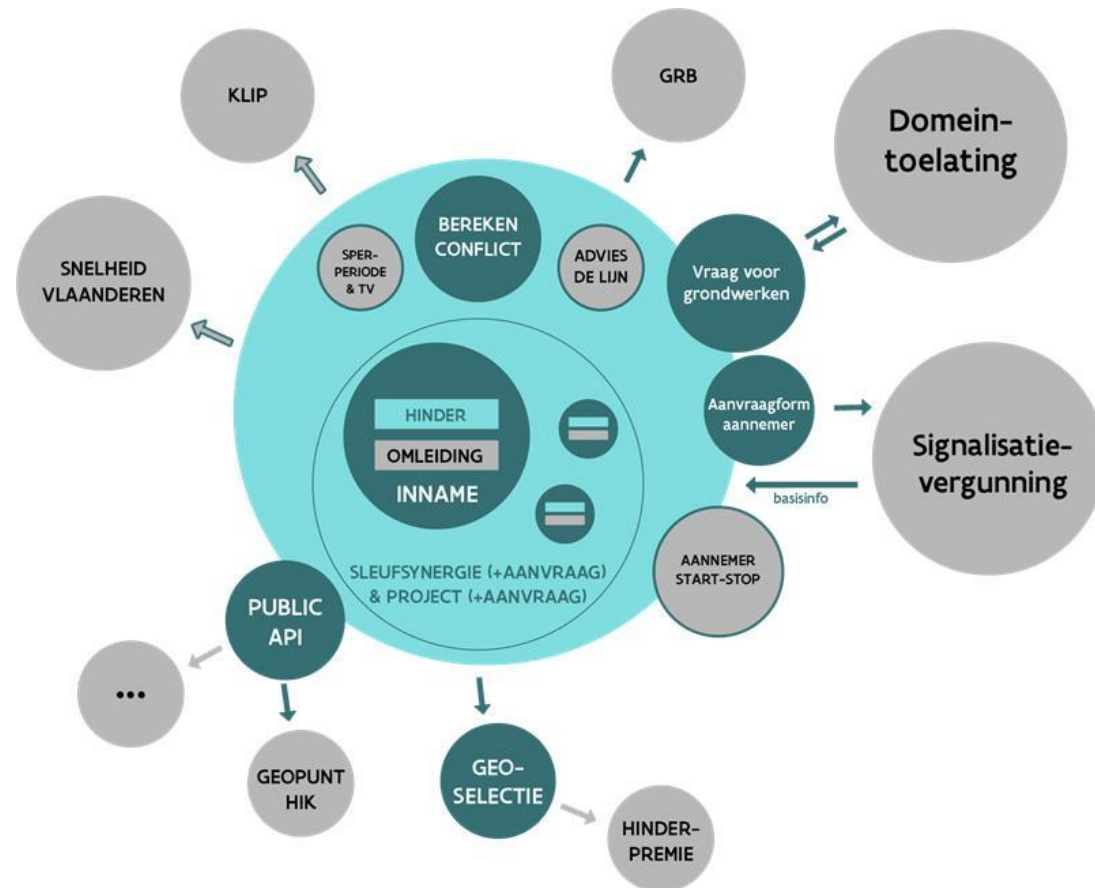 KLIP
GRB
Domein-
toelating
SNELHEID
VLAANDEREN
SPER-
PERIODE
& TV
BEREKEN
CONFLICT
ADVIES
DE LIJN
Vraag voor
grondwerken
HINDER
OMLEIDING
INNAME
Aanvraagform
aannemer
Signalisatie-
vergunning
basisinfo
SLEUFSYNERGIE (+AANVRAAG)
& PROJECT (+AANVRAAG)
AANNEMER
START-STOP
PUBLIC
API
...
GEOPUNT
HIK
GEO-
SELECTIE
HINDER-
PREMIE